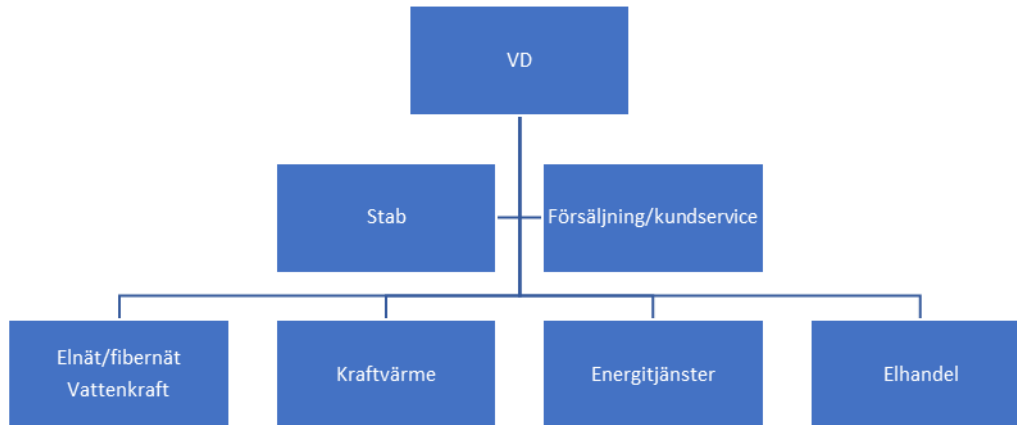 VD
Stab
Försäljning/kundservice
Elnät/fibernät
Vattenkraft
Kraftvärme
Energitjänster
Elhandel